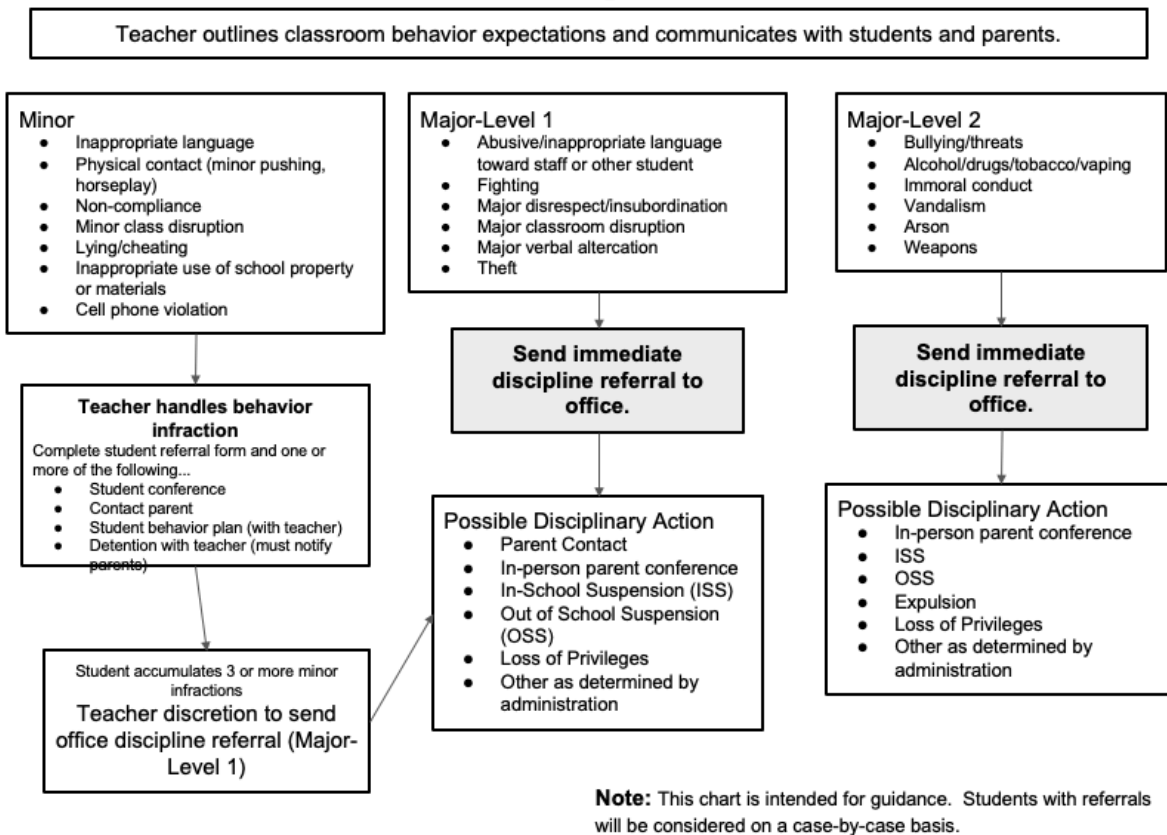 Teacher outlines classroom behavior expectations and communicates with students and parents.
Minor
● Inappropriate language
● Physical contact (minor pushing,
horseplay)
● Non-compliance
● Minor class disruption
● Lying/cheating
● Inappropriate use of school property
or materials
● Cell phone violation
Teacher handles behavior
infraction
Complete student referral form and one or
more of the following...
● Student conference
● Contact parent
● Student behavior plan (with teacher)
● Detention with teacher (must notify
parents)
Student accumulates 3 or more minor
infractions
Teacher discretion to send
office discipline referral (Major-
Level 1)
Major-Level 1
● Abusive/inappropriate language
toward staff or other student
● Fighting
● Major disrespect/insubordination
● Major classroom disruption
● Major verbal altercation
● Theft
Send immediate
discipline referral to
office.
Possible Disciplinary Action
● Parent Contact
● In-person parent conference
● In-School Suspension (ISS)
● Out of School Suspension
(OSS)
● Loss of Privileges
● Other as determined by
administration
Major-Level 2
● Bullying/threats
● Alcohol/drugs/tobacco/vaping
● Immoral conduct
● Vandalism
● Arson
● Weapons
Send immediate
discipline referral to
office.
Possible Disciplinary Action
● In-person parent conference
● ISS
● OSS
● Expulsion
● Loss of Privileges
● Other as determined by
administration
Note: This chart is intended for guidance. Students with referrals
will be considered on a case-by-case basis.